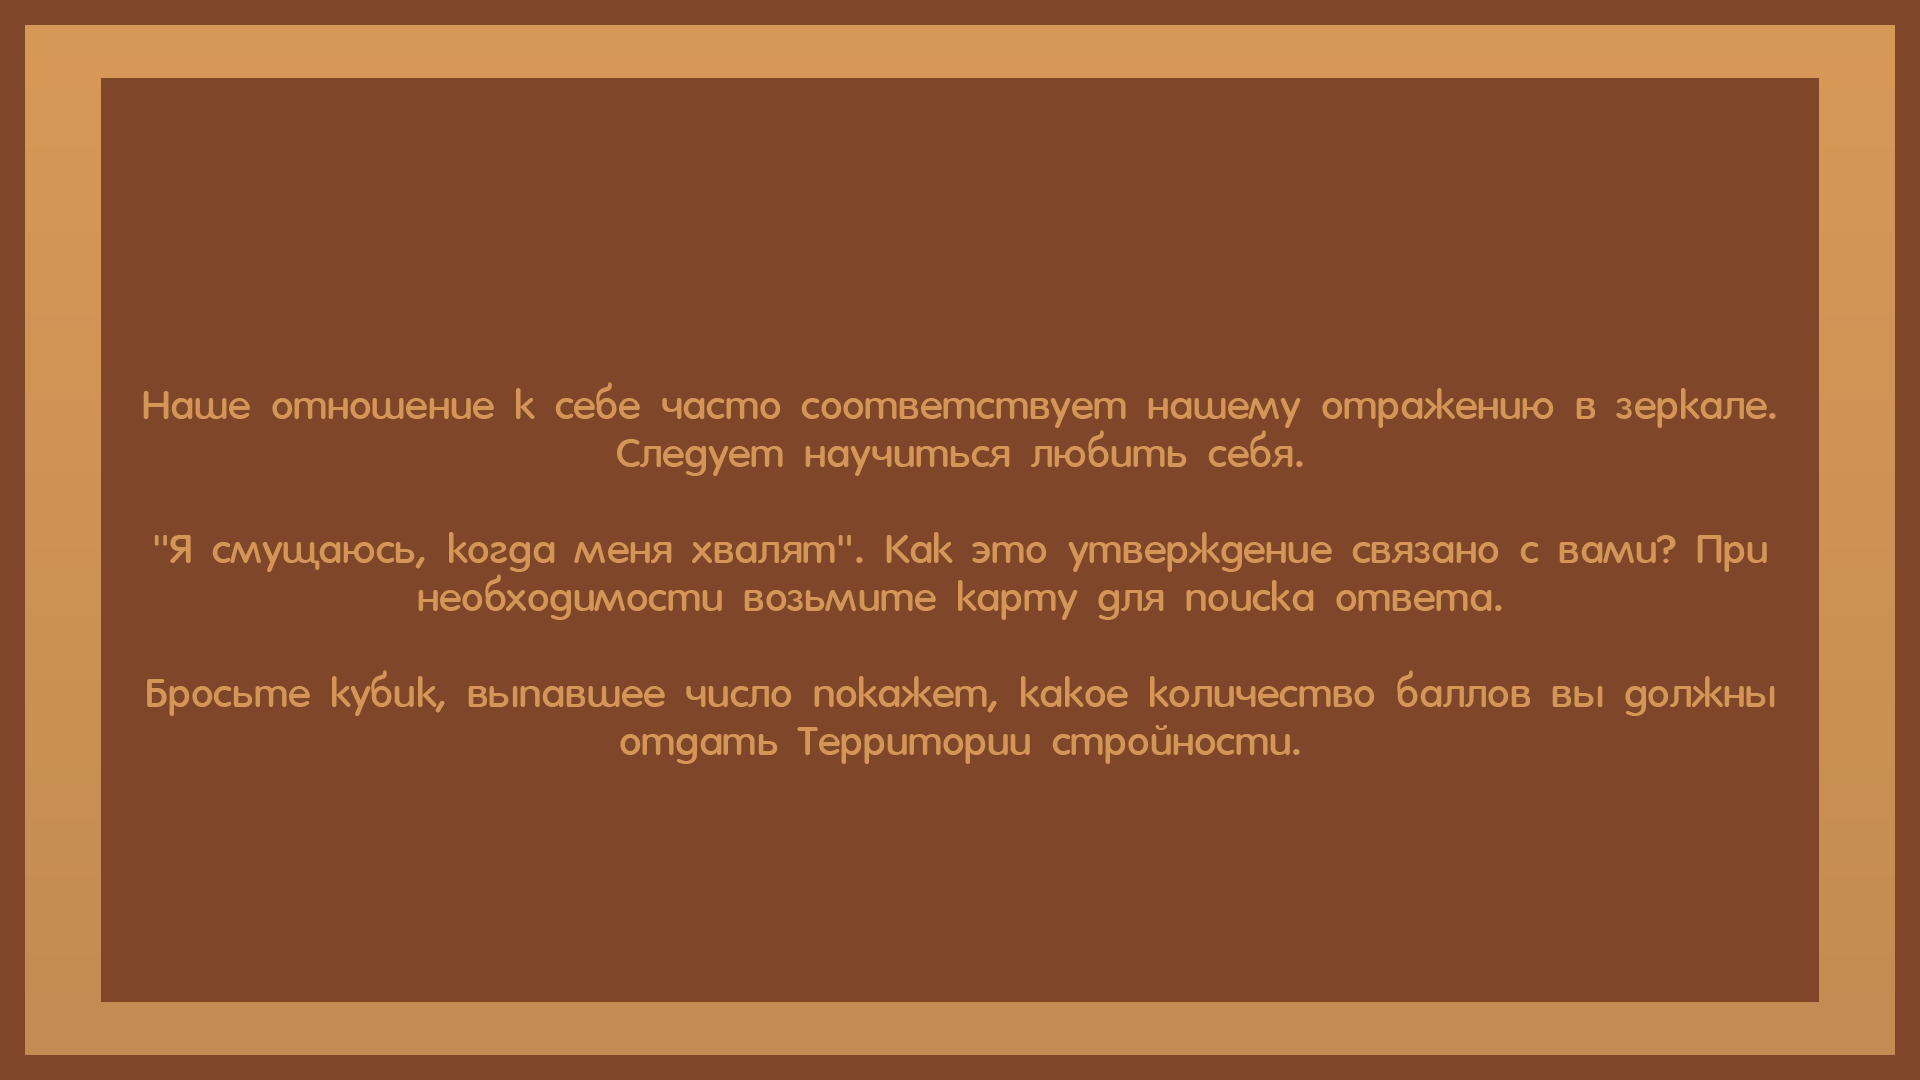 Наше отношение к себе часто соответствует нашему отражению в зеркале.
Следует научиться любить себя.
"Я смущаюсь, когда меня хвалят". Как это утверждение связано с вами? При
необходимости возьмите карту для поиска ответа.
Бросьте кубик, выпавшее число покажет, какое количество баллов вы должны
отдать Территории стройности.